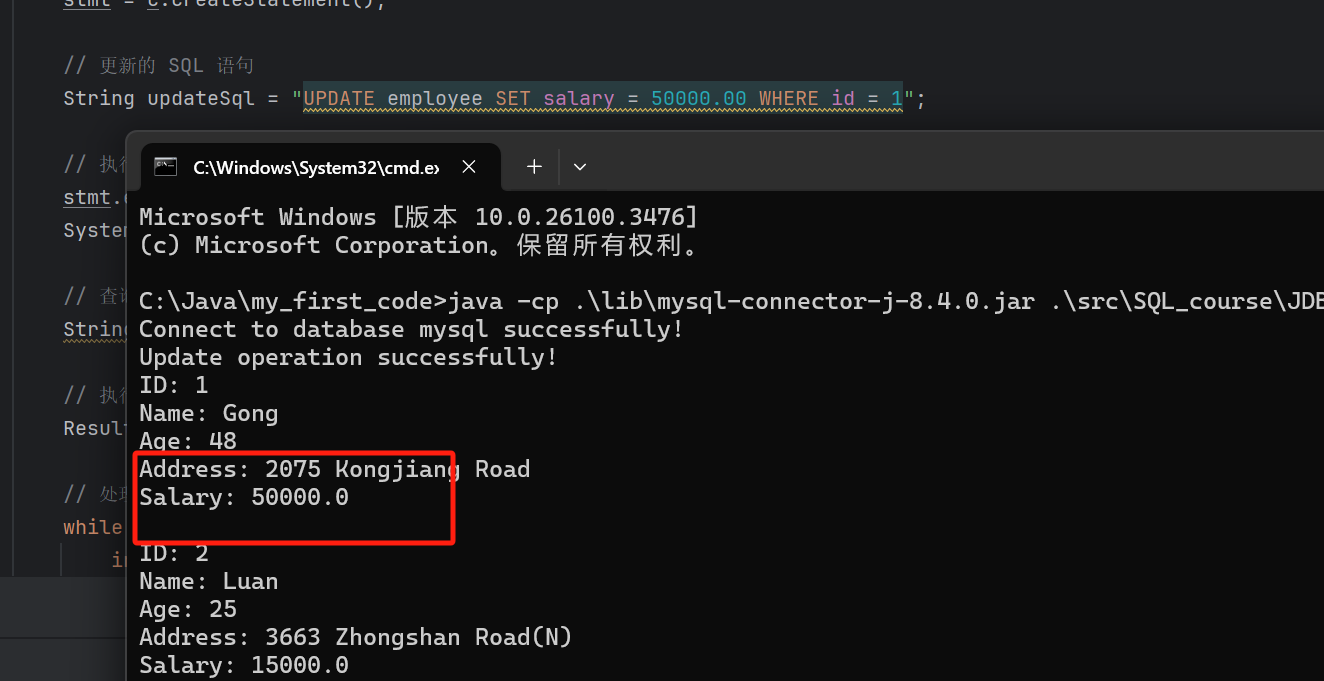 stmt = c.createStatement();
// 更新的 SQL 语句
String updateSql = "UPDATE employee SET salary = 50000.00 WHERE id = 1";
// 执行
stmt.
System
// 查询
String
// 执行
Result
// 处理
while
C:\Windows\System32\cmd.ex
Microsoft Windows [版本 10.0.26100.3476]
(c) Microsoft Corporation。保留所有权利。
C:\Java\my_first_code>java -cp .\lib\mysql-connector-j-8.4.0.jar .\src\SQL_course\JDB
Connect to database mysql successfully!
Update operation successfully!
ID: 1
Name: Gong
Age: 48
Address: 2075 Kongjiang Road
Salary: 50000.0
ID: 2
Name: Luan
Age: 25
Address: 3663 Zhongshan Road(N)
Salary: 15000.0